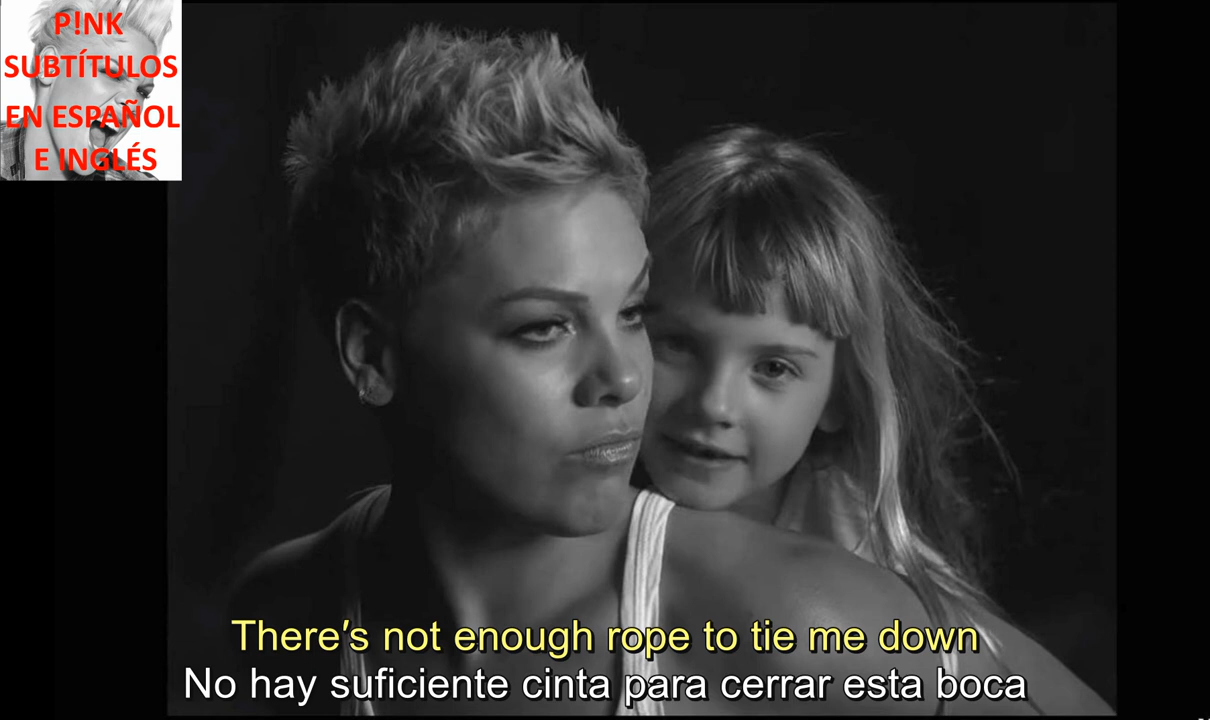 P!NK
SUBTÍTULOS
EN ESPAÑOL
E INGLÉS
There's not enough rope to tie me down
No hay suficiente cinta para cerrar esta boca